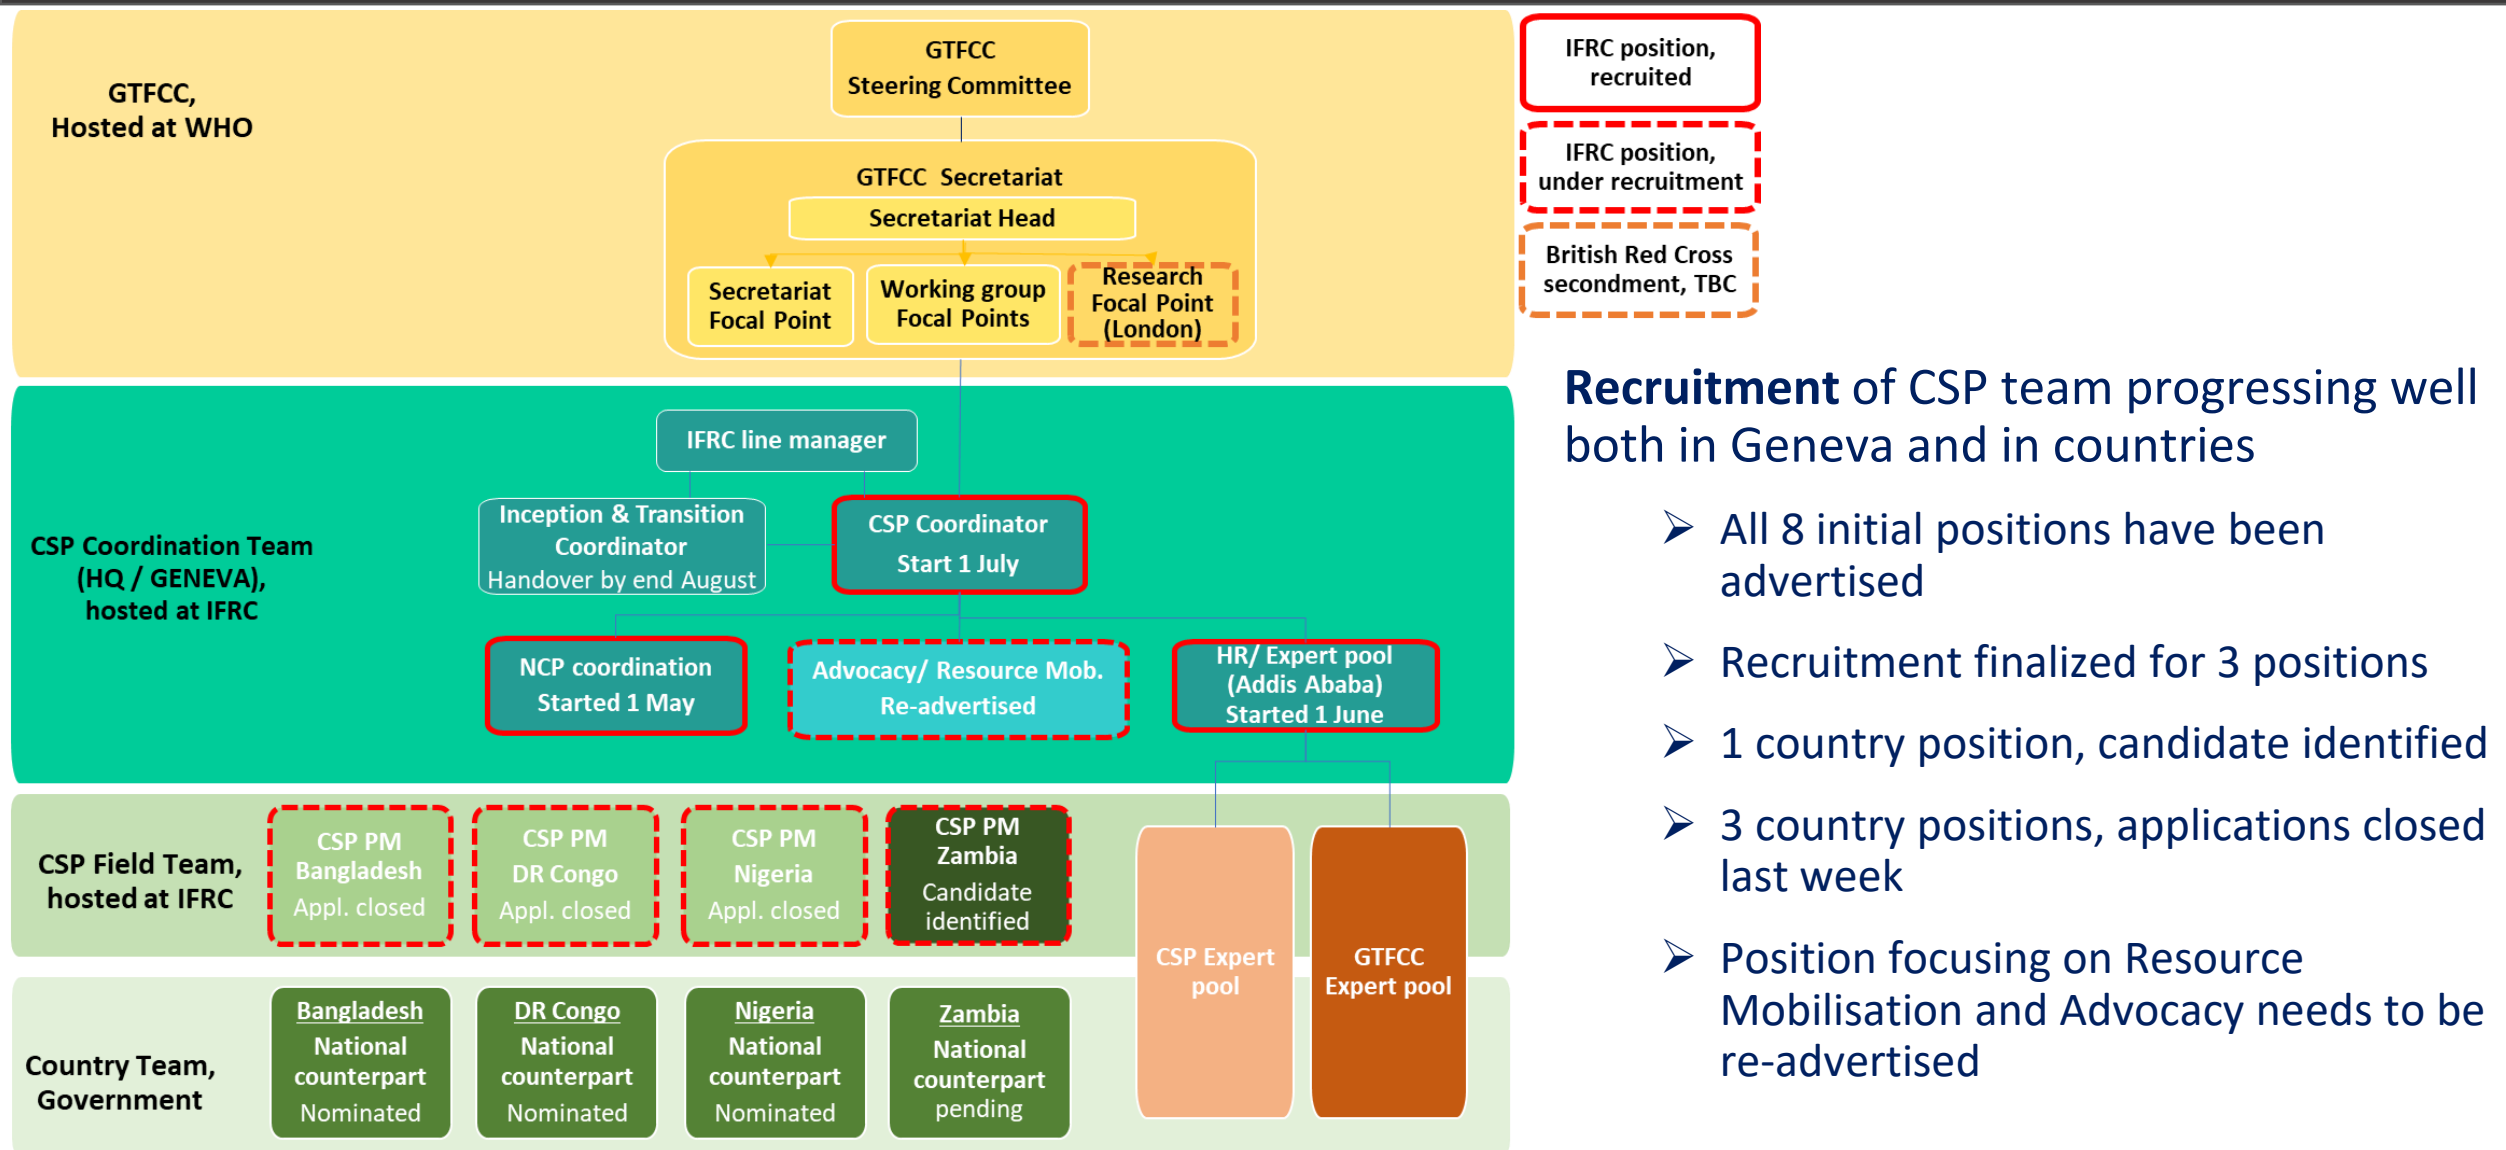 GTFCC,
Hosted at WHO
GTFCC
Steering Committee
GTFCC Secretariat
Secretariat Head
Secretariat
Focal Point
Working group
Focal Points
Research
Focal Point
(London)
IFRC position,
recruited
IFRC position,
under recruitment
British Red Cross
secondment, TBC
CSP Coordination Team
(HQ / GENEVA),
hosted at IFRC
IFRC line manager
Inception & Transition
Coordinator
Handover by end August
CSP Coordinator
Start 1 July
NCP coordination
Started 1 May
Advocacy/ Resource Mob.
Re-advertised
HR/ Expert pool
(Addis Ababa)
Started 1 June
CSP Field Team,
hosted at IFRC
CSP PM
Bangladesh
Appl. closed
CSP PM
DR Congo
Appl. closed
CSP PM
Nigeria
Appl. closed
CSP PM
Zambia
Candidate
identified
CSP Expert
pool
GTFCC
Expert pool
Country Team,
Government
Bangladesh
National
counterpart
Nominated
DR Congo
National
counterpart
Nominated
Nigeria
National
counterpart
Nominated
Zambia
National
counterpart
pending
Recruitment of CSP team progressing well
both in Geneva and in countries
➢ All 8 initial positions have been
advertised
➢ Recruitment finalized for 3 positions
➢ 1 country position, candidate identified
➢ 3 country positions, applications closed
last week
➢ Position focusing on Resource
Mobilisation and Advocacy needs to be
re-advertised